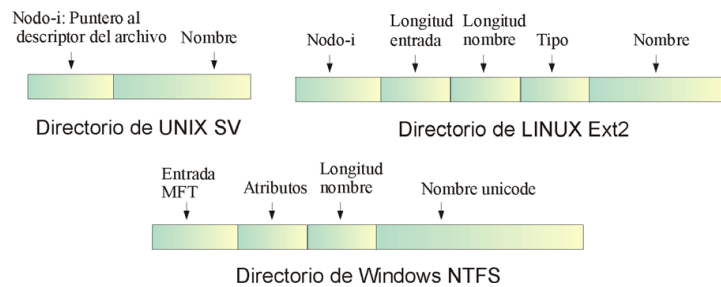 Nodo-i: Puntero al
descriptor del archivo
Nombre
Directorio de UNIX SV
Nodo-i
Longitud
entrada
Longitud
nombre
Tipo
Nombre
Directorio de LINUX Ext2
Entrada
MFT
Atributos
Longitud
nombre
Nombre unicode
Directorio de Windows NTFS